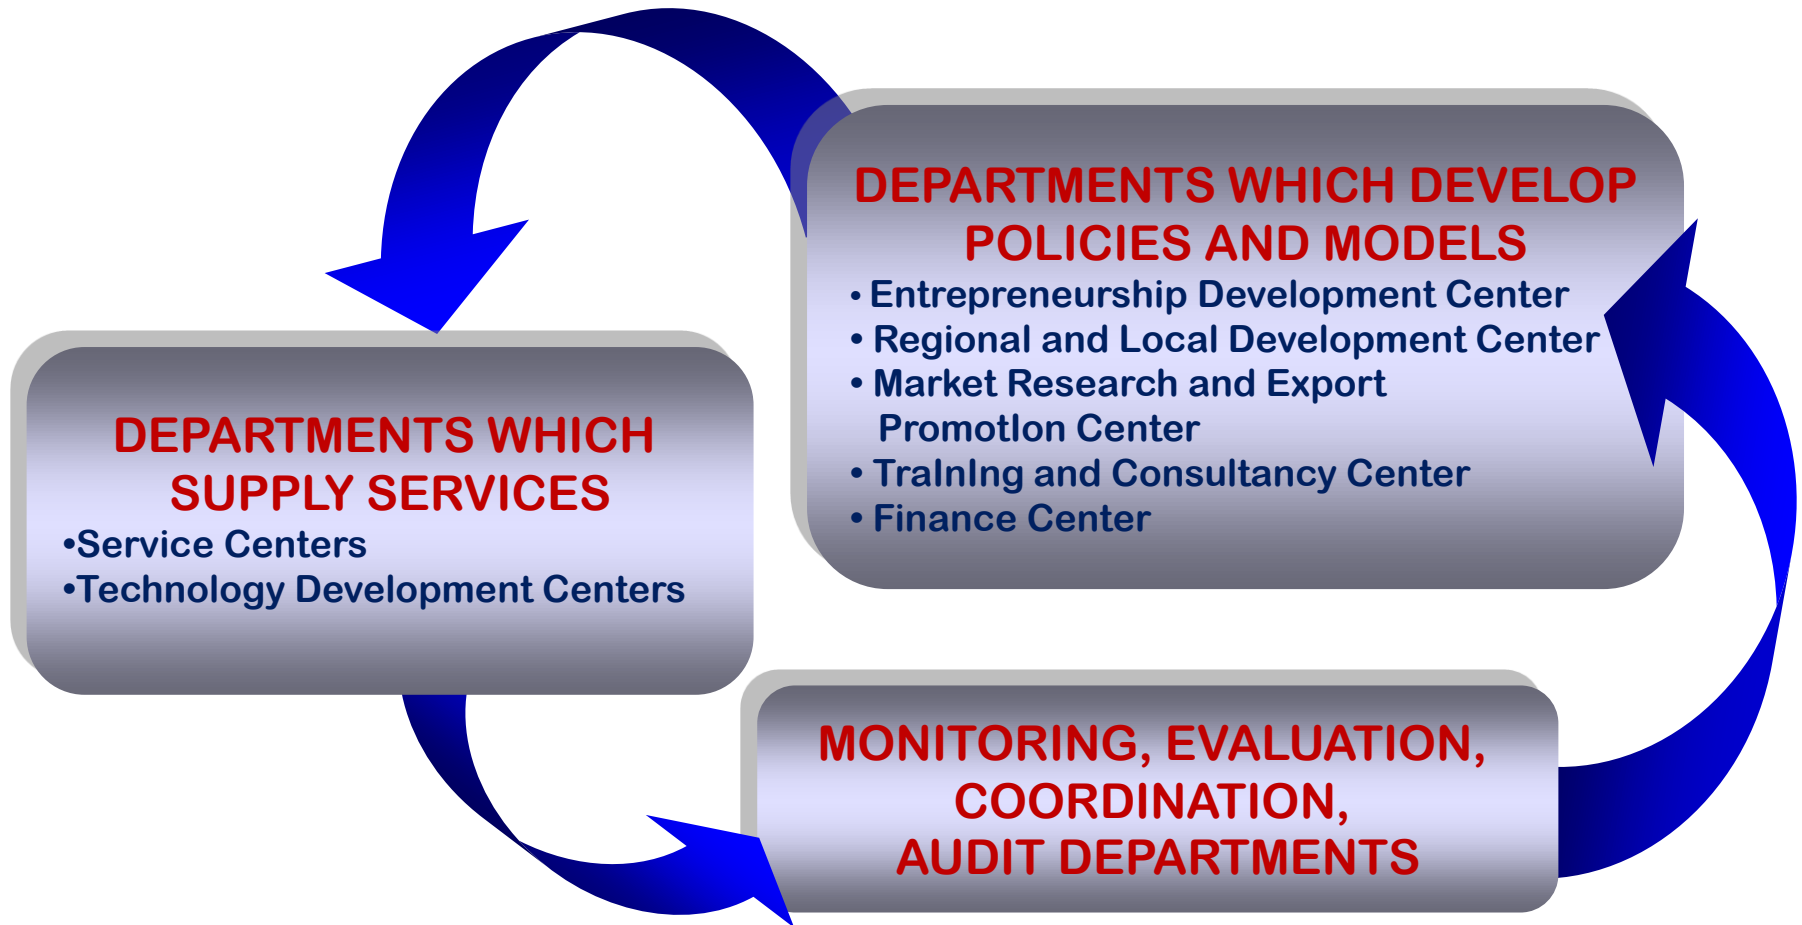 DEPARTMENTS WHICH DEVELOP
POLICIES AND MODELS
• Entrepreneurship Development Center
• Regional and Local Development Center
• Market Research and Export
PromotIon Center
• TraInIng and Consultancy Center
• Finance Center
DEPARTMENTS WHICH
SUPPLY SERVICES
•Service Centers
•Technology Development Centers
MONITORING, EVALUATION,
COORDINATION,
AUDIT DEPARTMENTS